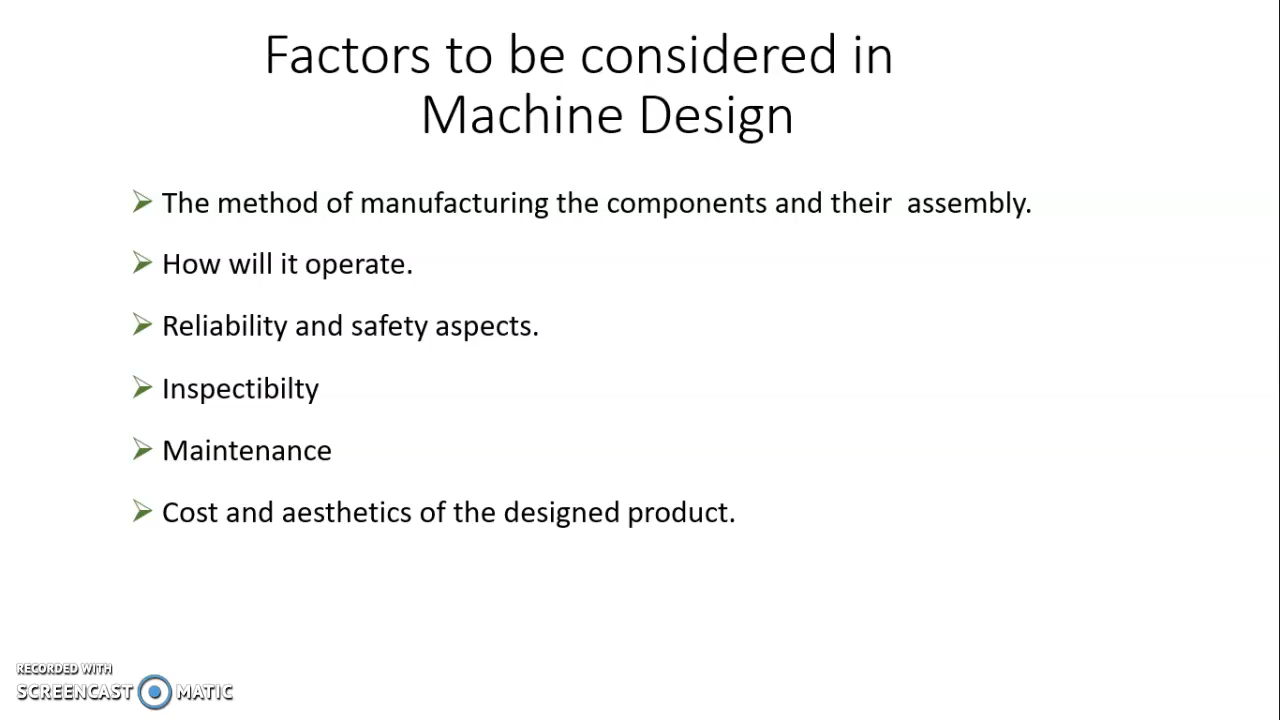 Factors to be considered in
Machine Design
The method of manufacturing the components and their  assembly.
How will it operate.
Reliability and safety aspects.
Inspectibilty
Maintenance
Cost and aesthetics of the designed product.
RECORDED WITH
SCREENCAST MATIC